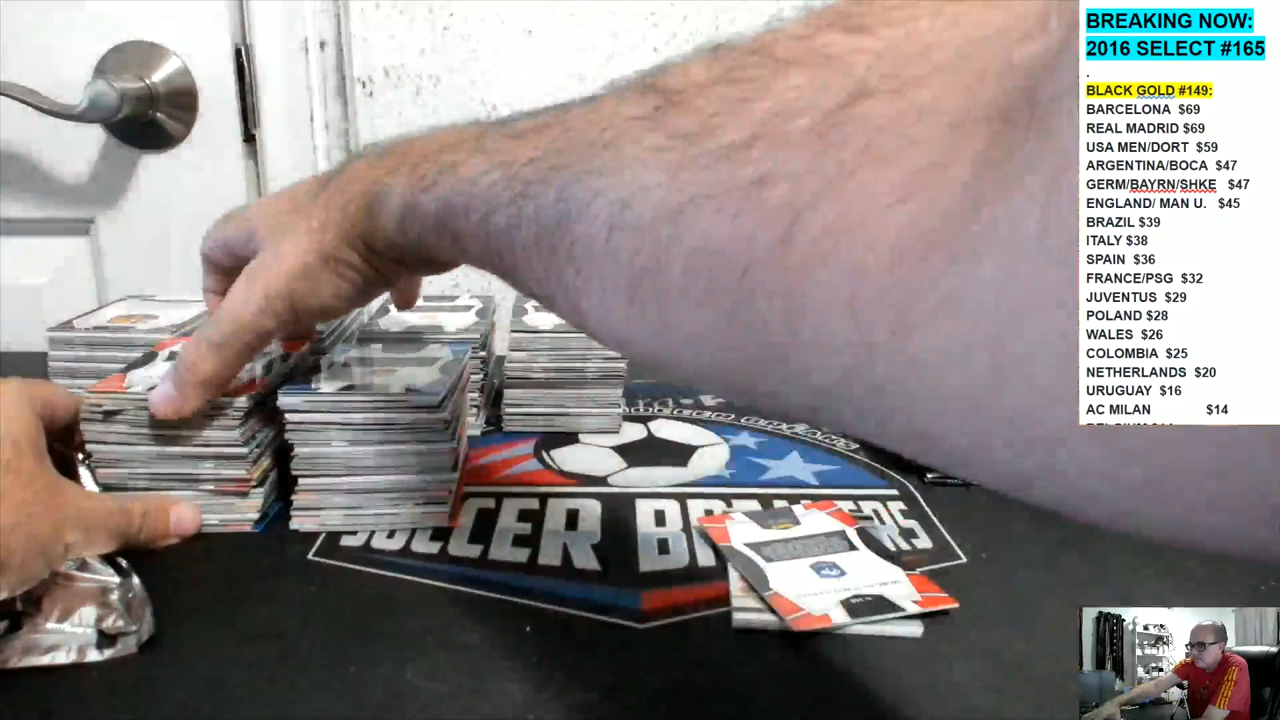 BREAKING NOW:
2016 SELECT #165
.
BLACK GOLD #149:
BARCELONA $69
REAL MADRID $69
USA MEN/DORT $59
ARGENTINA/BOCA $47
GERM/BAYRN/SHKE $47
ENGLAND/ MAN U. $45
BRAZIL $39
ITALY $38
SPAIN $36
FRANCE/PSG $32
JUVENTUS $29
POLAND $28
WALES $26
COLOMBIA $25
NETHERLANDS $20
URUGUAY $16
AC MILAN $14
SOCCER BREAKERS